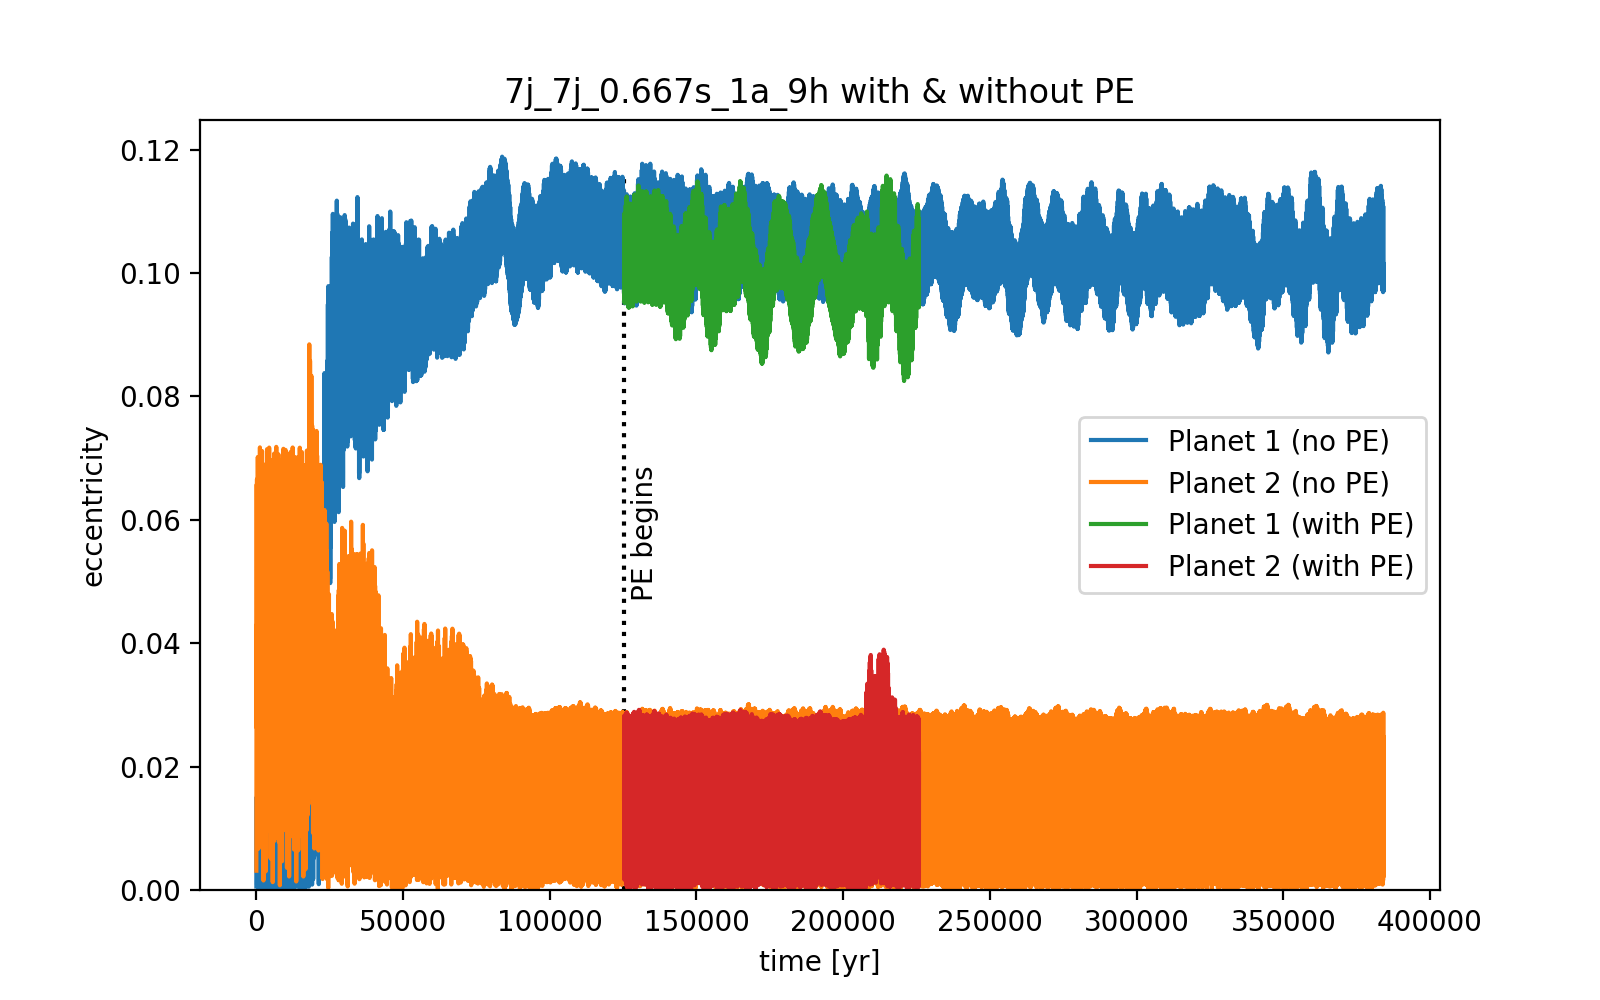 7j_7j_0.667s_1a_9h with & without PE
0.12
0.10
0.08
0.06
0.04
0.02
0.00
eccentricity
PE begins
Planet 1 (no PE)
Planet 2 (no PE)
Planet 1 (with PE)
Planet 2 (with PE)
0
50000
100000
150000
200000
250000
300000
350000
400000
time [yr]